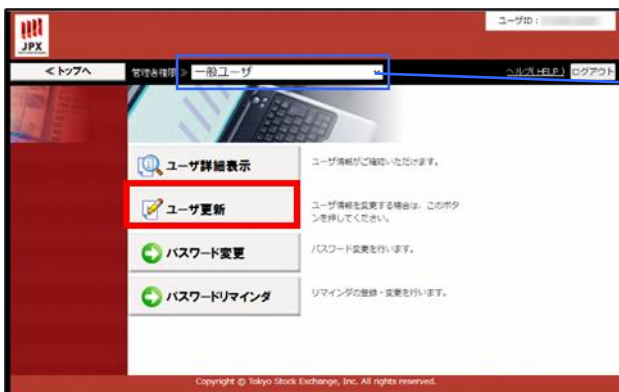 JPX
ユーザID：
≪トップへ
管理者権限≫ 一般ユーザ
ヘルプ( HELP )
ログアウト
ユーザ詳細表示
ユーザ情報がご確認いただけます。
ユーザ更新
ユーザ情報を変更する場合は、このボタ
ンを押してください。
パスワード変更
パスワード変更を行います。
パスワードリマインダ
リマインダの登録・変更を行います。
Copyright © Tokyo Stock Exchange, Inc. All rights reserved.